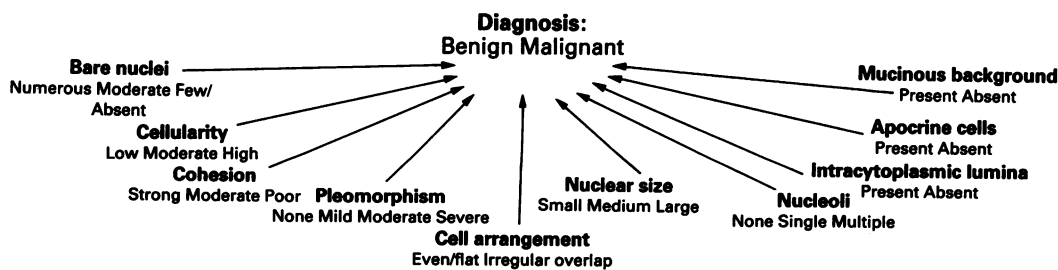 Diagnosis:
Benign Malignant
Bare nuclei
Numerous Moderate Few/
Absent
Cellularity
Low Moderate High
Cohesion
Strong Moderate Poor
Pleomorphism
None Mild Moderate Severe
Cell arrangement
Even/flat Irregular overlap
Nuclear size
Small Medium Large
Nucleoli
None Single Multiple
Intracytoplasmic lumina
Present Absent
Apocrine cells
Present Absent
Mucinous background
Present Absent